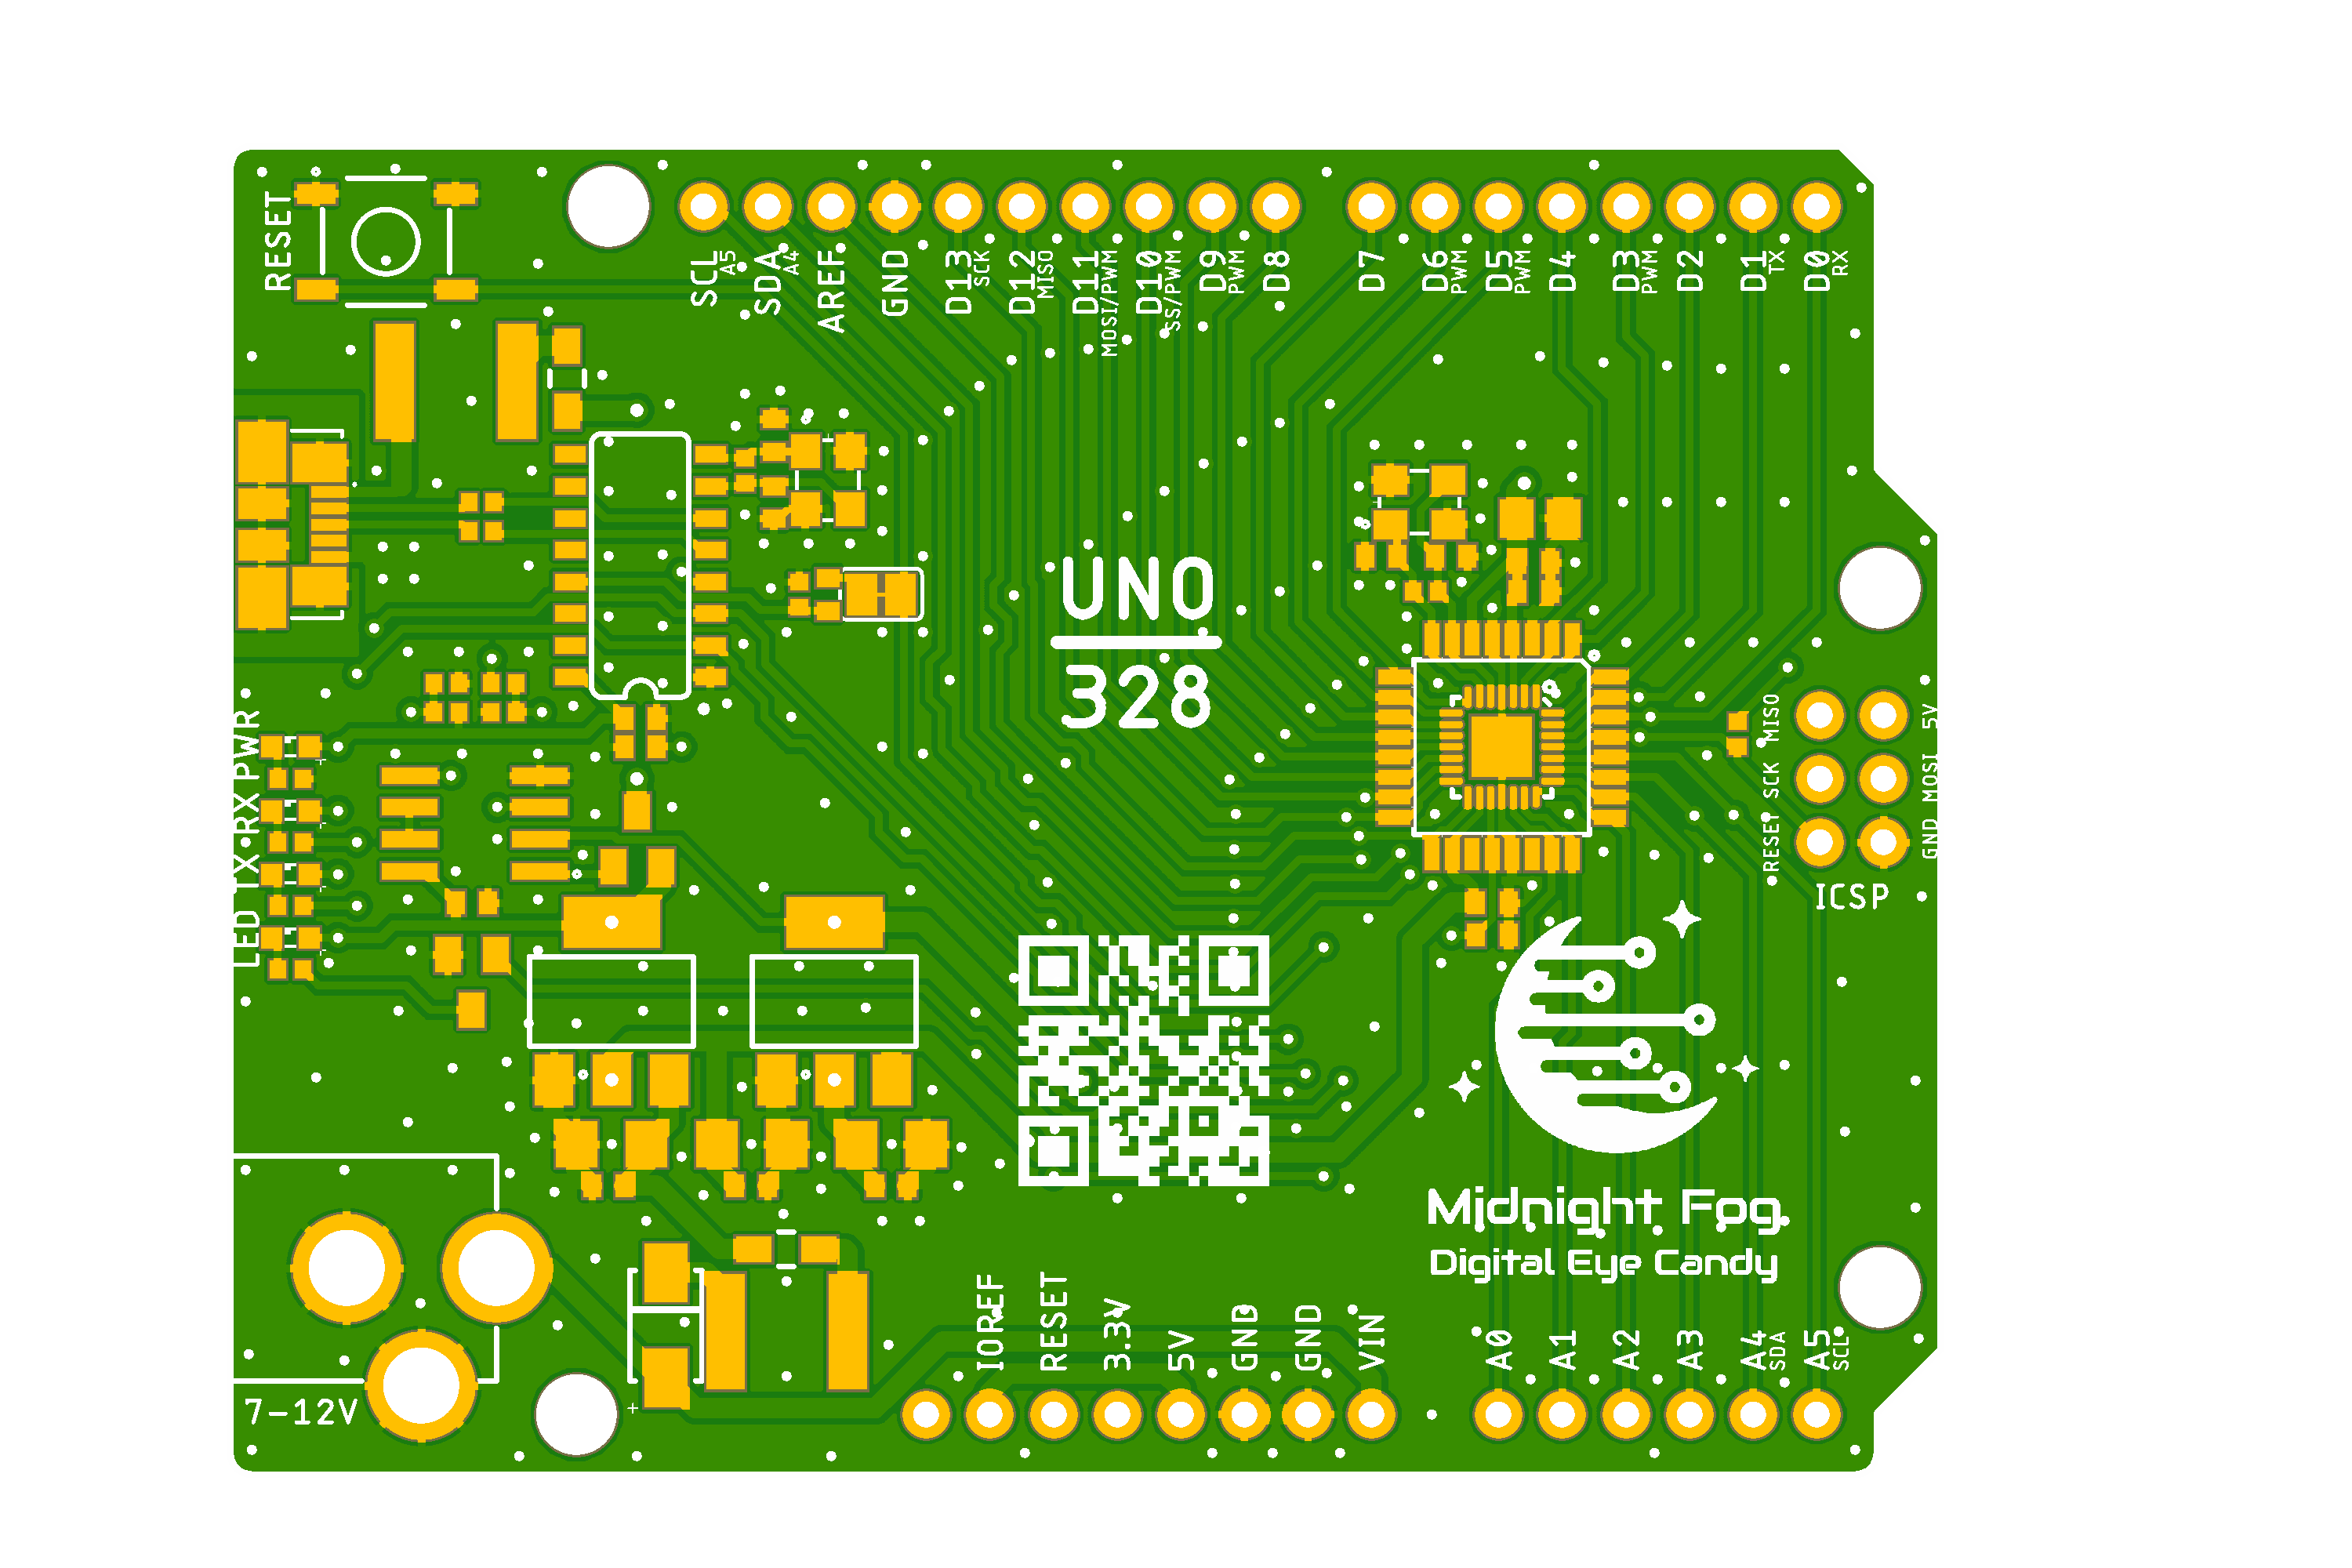 RESET
SCL
A5
SDA
A4
AREF
GND
D13
SCK
D12
MISO
D11
MOSI/PWM
D10
SS/PWM
D9
PWM
D8
D7
D6
PWM
D5
PWM
D4
D3
PWM
D2
D1
TX
D0
RX
UNO
328
PWR
RX
TX
LED
MISO
SCK
RESET
5V
MOSI
GND
ICSP
Midnight Fog
Digital Eye Candy
7-12V
+
IOREF
RESET
3.3V
5V
GND
GND
VIN
A0
A1
A2
A3
A4
SDA
A5
SCL